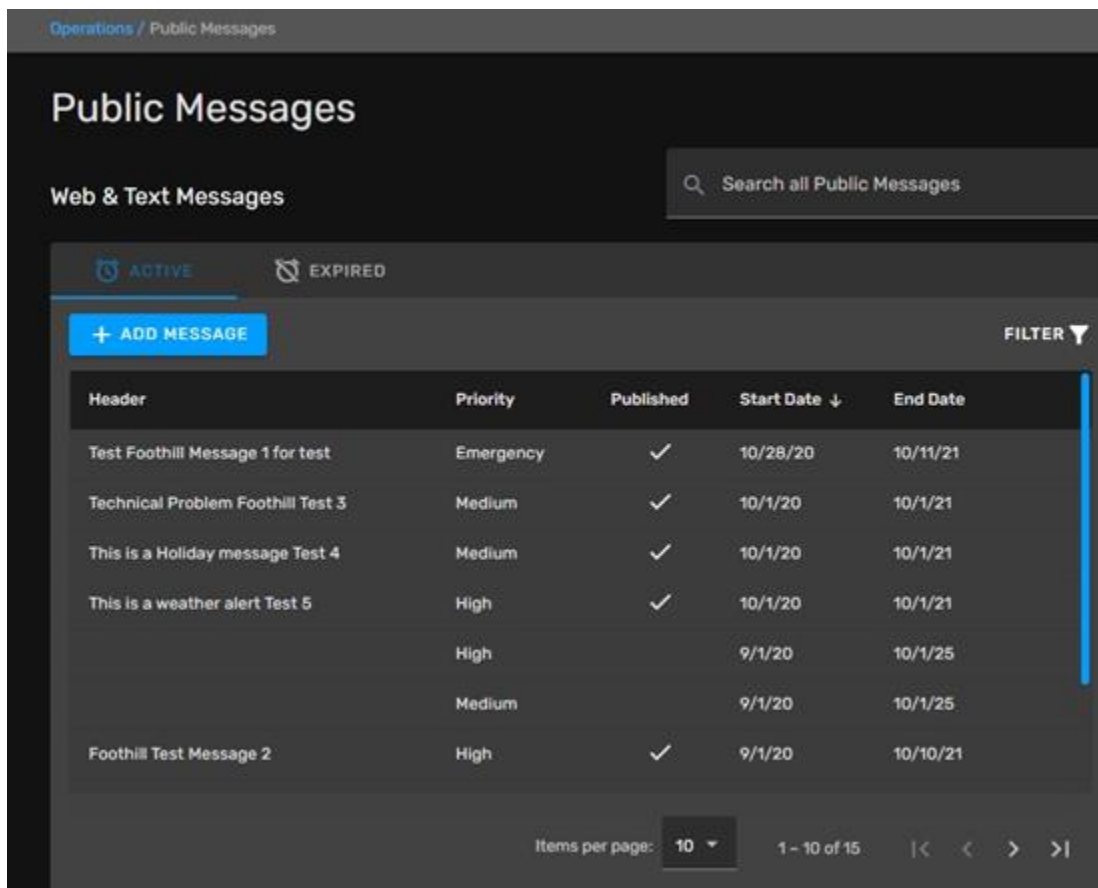 Operations / Public Messages
Public Messages
Web & Text Messages
Search all Public Messages
ACTIVE EXPIRED
+ ADD MESSAGE FILTER
Header Priority Published Start Date ↓ End Date
Test Foothill Message 1 for test Emergency ✓ 10/28/20 10/11/21
Technical Problem Foothill Test 3 Medium ✓ 10/1/20 10/1/21
This is a Holiday message Test 4 Medium ✓ 10/1/20 10/1/21
This is a weather alert Test 5 High ✓ 10/1/20 10/1/21
High 9/1/20 10/1/25
Medium 9/1/20 10/1/25
Foothill Test Message 2 High ✓ 9/1/20 10/10/21
Items per page: 10 1 – 10 of 15 |< < > >|